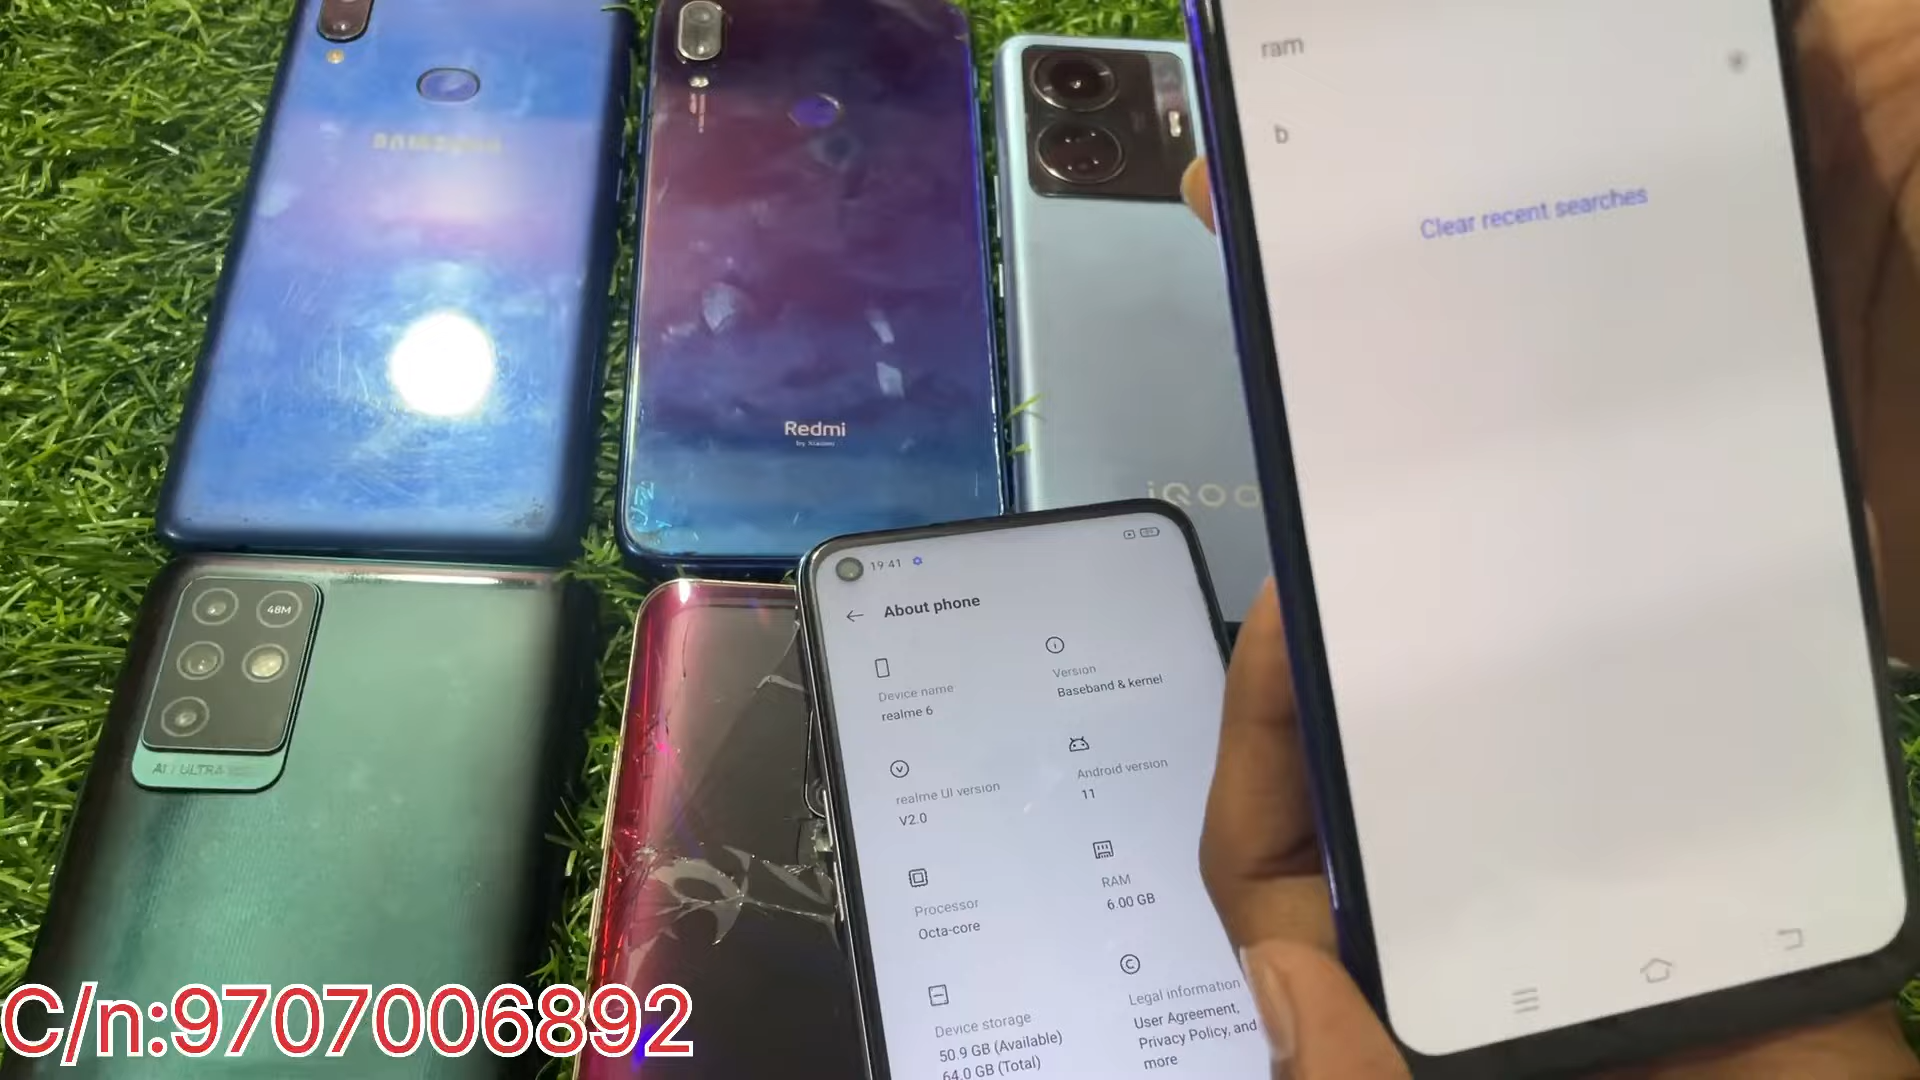 SAMSUNG
Redmi
by Xiaomi
iQOO
ram
b
Clear recent searches
48M
AI / ULTRA
19:41
About phone
Device name
realme 6
Version
Baseband & kernel
realme UI version
V2.0
Android version
11
Processor
Octa-core
RAM
6.00 GB
Device storage
50.9 GB (Available)
64.0 GB (Total)
Legal information
User Agreement,
Privacy Policy, and
more
C/n:9707006892